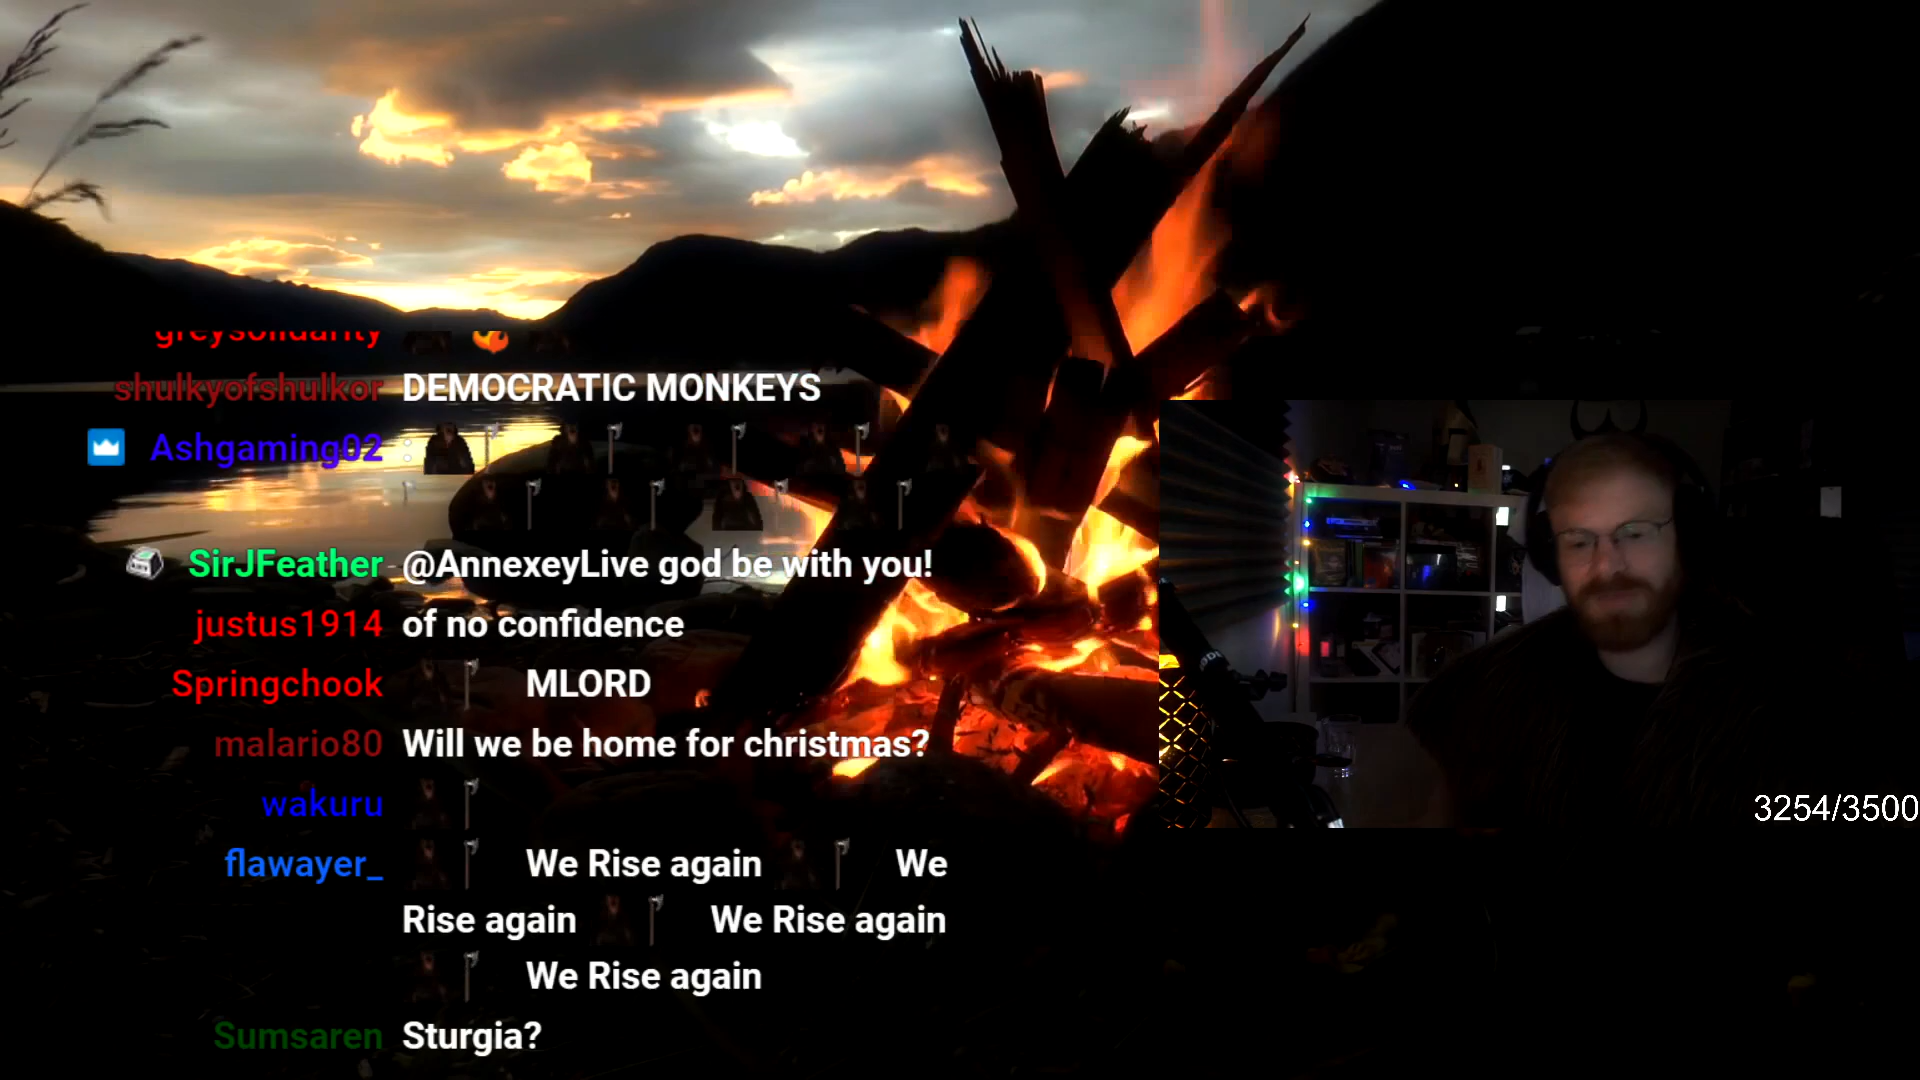 greysolidarity
shulkyofshulkor DEMOCRATIC MONKEYS
Ashgaming02 :
SirJFeather @AnnexeyLive god be with you!
justus1914 of no confidence
Springchook MLORD
malario80 Will we be home for christmas?
wakuru
3254/3500
flawayer_ We Rise again We
Rise again We Rise again
We Rise again
Sumsaren Sturgia?